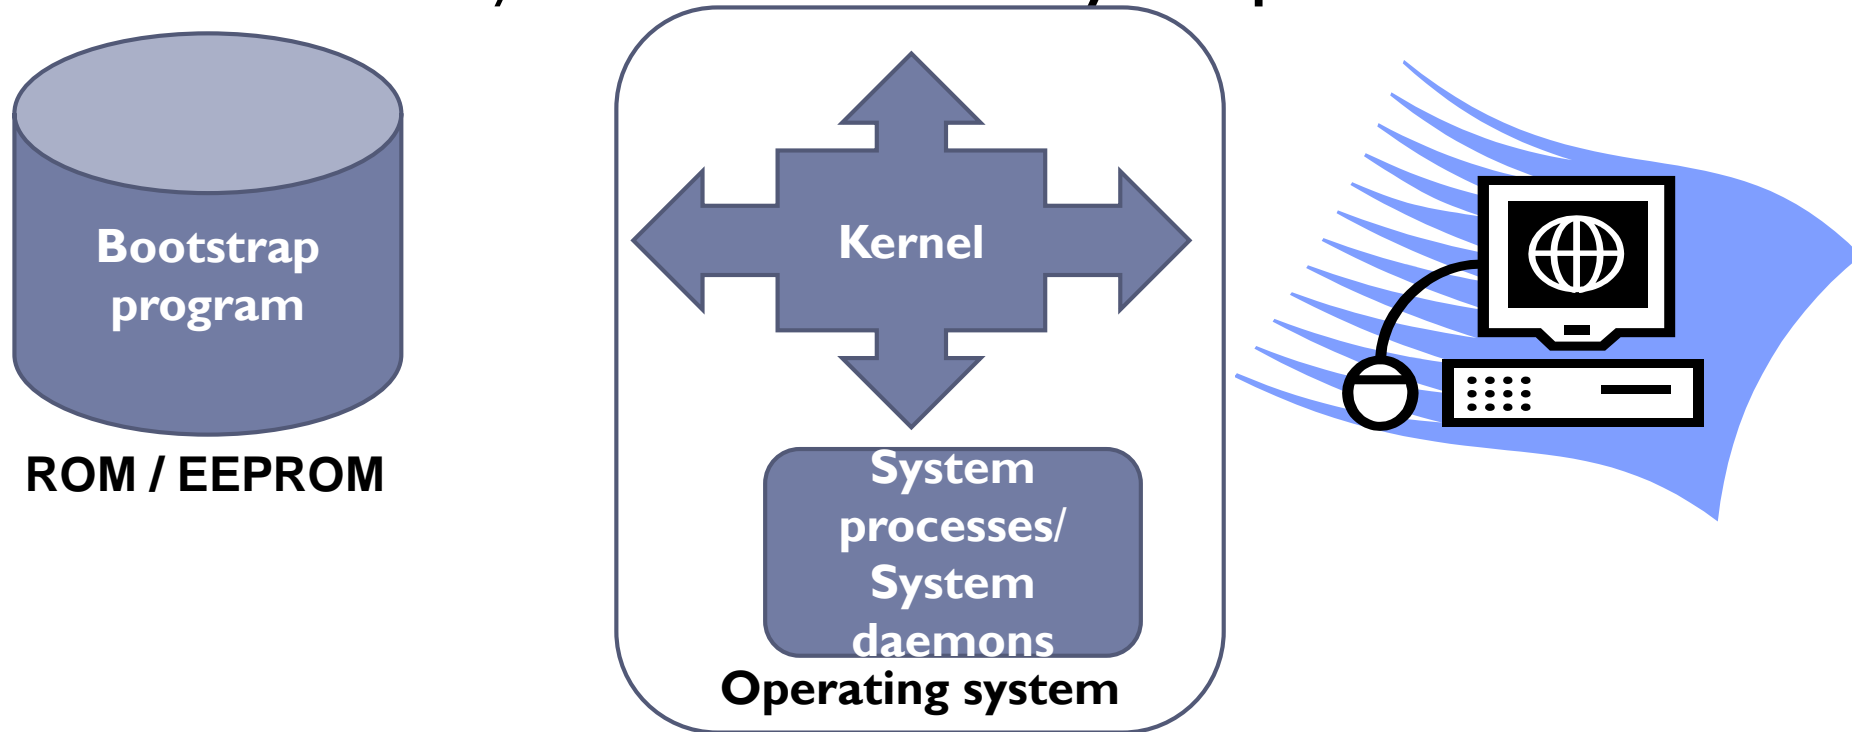 Bootstrap
program
ROM / EEPROM
Kernel
System
processes/
System
daemons
Operating system